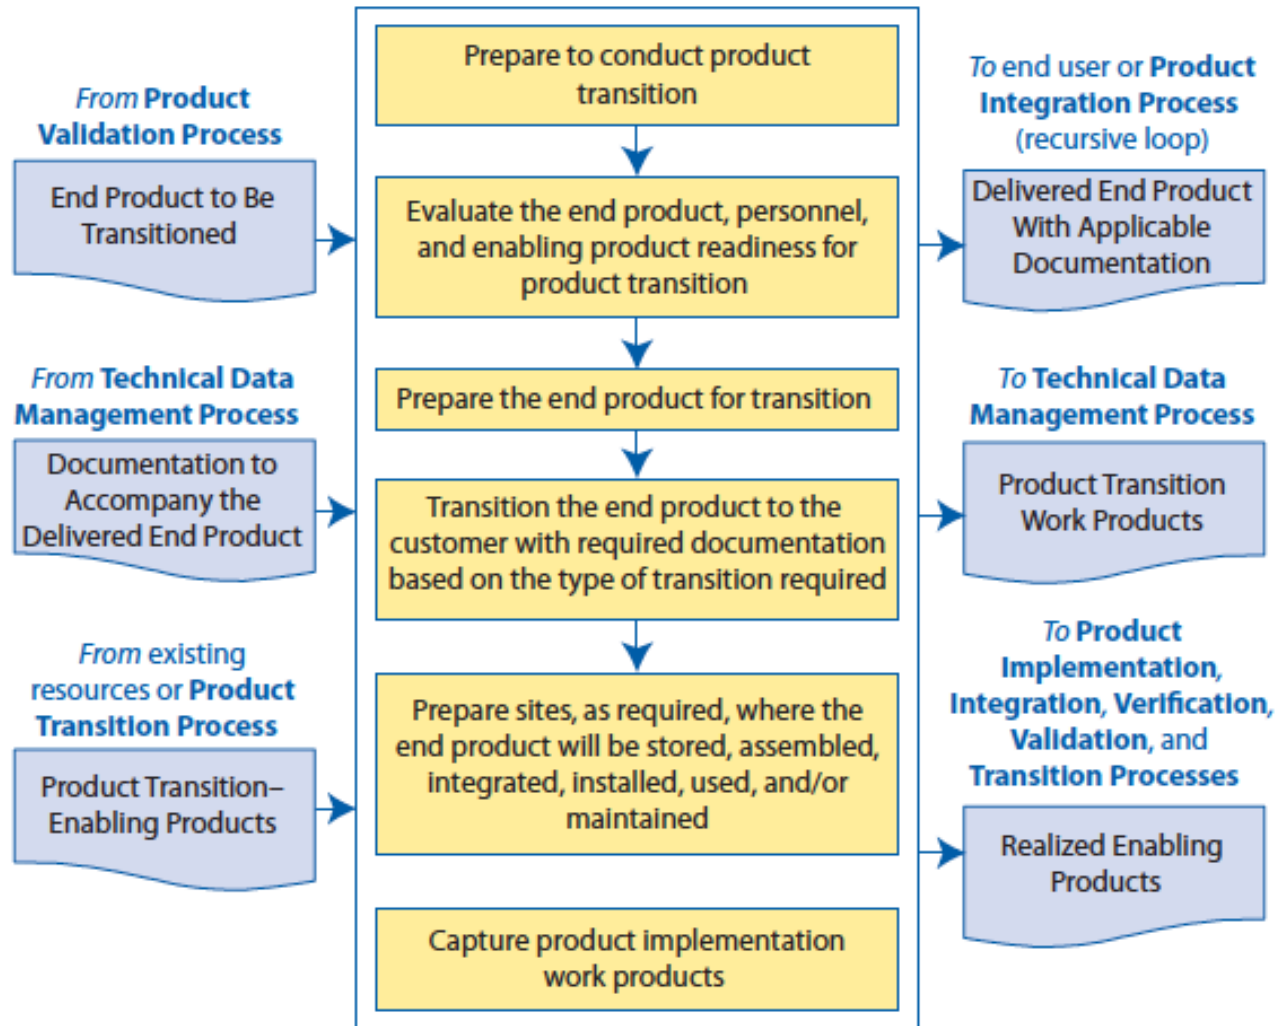 From Product
Validation Process
End Product to Be
Transitioned
From Technical Data
Management Process
Documentation to
Accompany the
Delivered End Product
From existing
resources or Product
Transition Process
Product Transition–
Enabling Products
Prepare to conduct product
transition
Evaluate the end product, personnel,
and enabling product readiness for
product transition
Prepare the end product for transition
Transition the end product to the
customer with required documentation
based on the type of transition required
Prepare sites, as required, where the
end product will be stored, assembled,
integrated, installed, used, and/or
maintained
Capture product implementation
work products
To end user or Product
Integration Process
(recursive loop)
Delivered End Product
With Applicable
Documentation
To Technical Data
Management Process
Product Transition
Work Products
To Product
Implementation,
Integration, Verification,
Validation, and
Transition Processes
Realized Enabling
Products